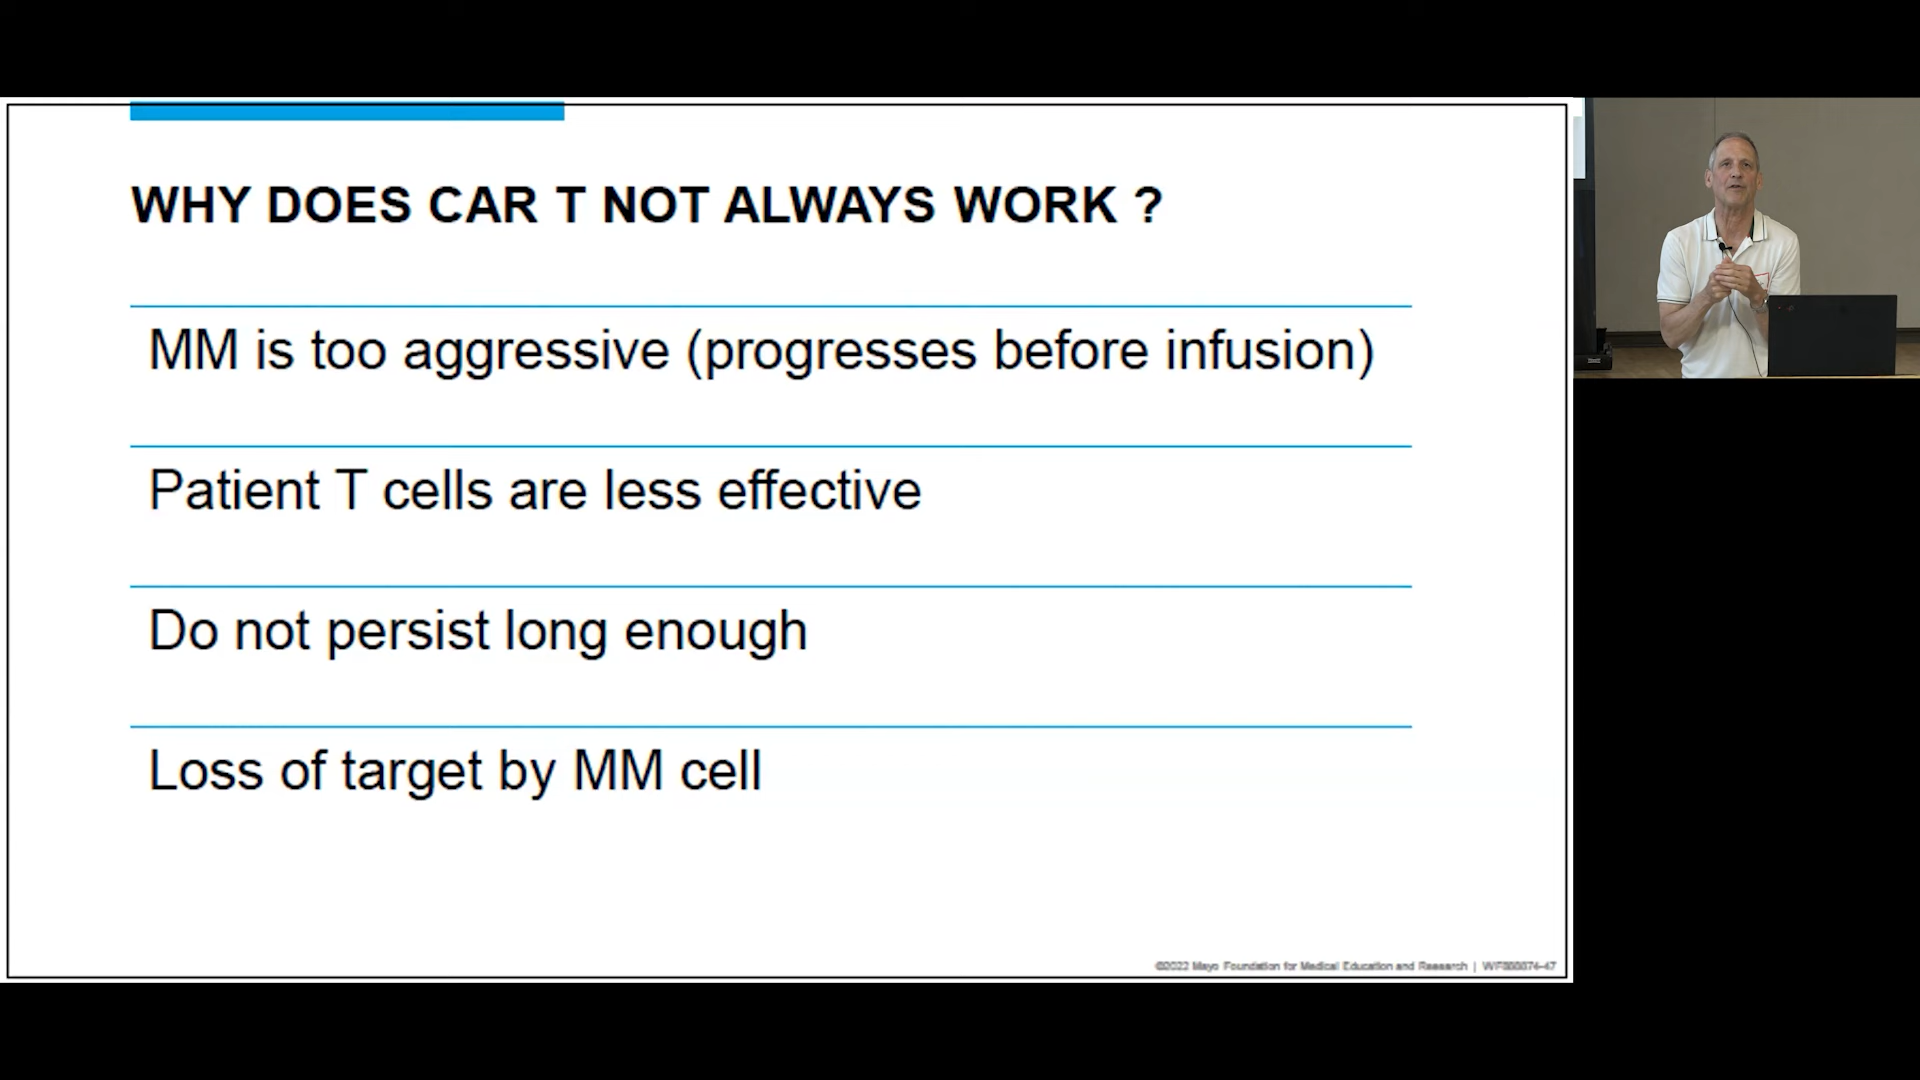 WHY DOES CAR T NOT ALWAYS WORK ?
MM is too aggressive (progresses before infusion)
Patient T cells are less effective
Do not persist long enough
Loss of target by MM cell
©2022 Mayo Foundation for Medical Education and Research |